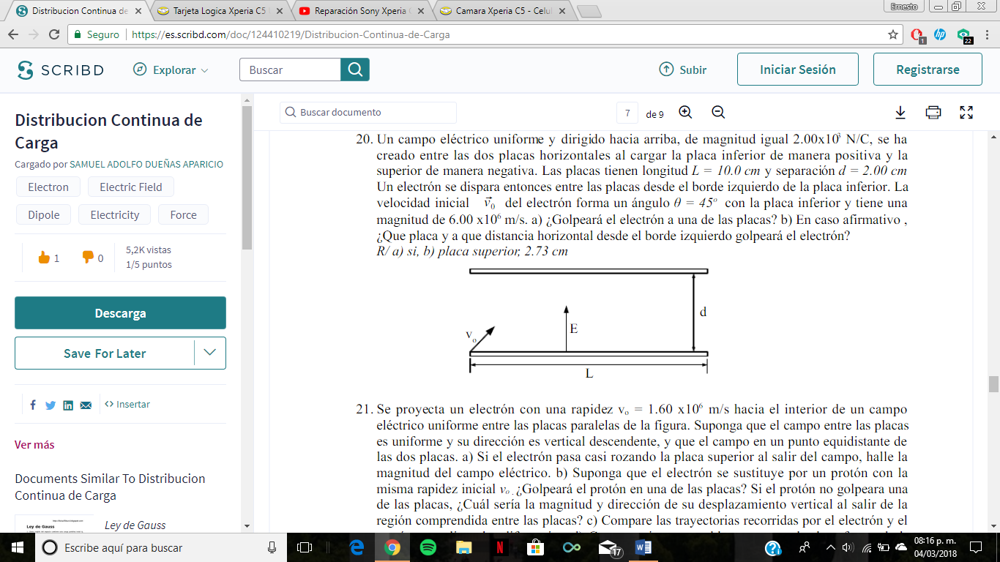 Distribucion Continua de
Tarjeta Logica Xperia C5
Reparación Sony Xperia
Camara Xperia C5 - Celul
Ernesto
Seguro
https://es.scribd.com/doc/124410219/Distribucion-Continua-de-Carga
1
22
SCRIBD
Explorar
Buscar
Subir
Iniciar Sesión
Registrarse
Distribucion Continua de
Carga
Cargado por SAMUEL ADOLFO DUEÑAS APARICIO
Electron
Electric Field
Dipole
Electricity
Force
1
0
5,2K vistas
1/5 puntos
Descarga
Save For Later
Insertar
Ver más
Documents Similar To Distribucion
Continua de Carga
Ley de Gauss
Ley de Gauss
Buscar documento
7
de 9
20. Un campo eléctrico uniforme y dirigido hacia arriba, de magnitud igual 2.00x10³ N/C, se ha
creado entre las dos placas horizontales al cargar la placa inferior de manera positiva y la
superior de manera negativa. Las placas tienen longitud L = 10.0 cm y separación d = 2.00 cm
Un electrón se dispara entonces entre las placas desde el borde izquierdo de la placa inferior. La
velocidad inicial v⃗₀ del electrón forma un ángulo θ = 45º con la placa inferior y tiene una
magnitud de 6.00 x10⁶ m/s. a) ¿Golpeará el electrón a una de las placas? b) En caso afirmativo ,
¿Que placa y a que distancia horizontal desde el borde izquierdo golpeará el electrón?
R/ a) si, b) placa superior, 2.73 cm
d
E
vₒ
L
21. Se proyecta un electrón con una rapidez vₒ = 1.60 x10⁶ m/s hacia el interior de un campo
eléctrico uniforme entre las placas paralelas de la figura. Suponga que el campo entre las placas
es uniforme y su dirección es vertical descendente, y que el campo en un punto equidistante de
las dos placas. a) Si el electrón pasa casi rozando la placa superior al salir del campo, halle la
magnitud del campo eléctrico. b) Suponga que el electrón se sustituye por un protón con la
misma rapidez inicial vₒ . ¿Golpeará el protón en una de las placas? Si el protón no golpeara una
de las placas, ¿Cuál sería la magnitud y dirección de su desplazamiento vertical al salir de la
región comprendida entre las placas? c) Compare las trayectorias recorridas por el electrón y el
Escribe aquí para buscar
17
08:16 p. m.
04/03/2018